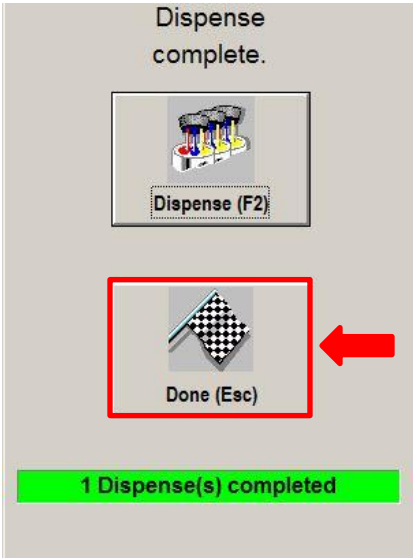 Dispense
complete.
Dispense (F2)
Done (Esc)
1 Dispense(s) completed